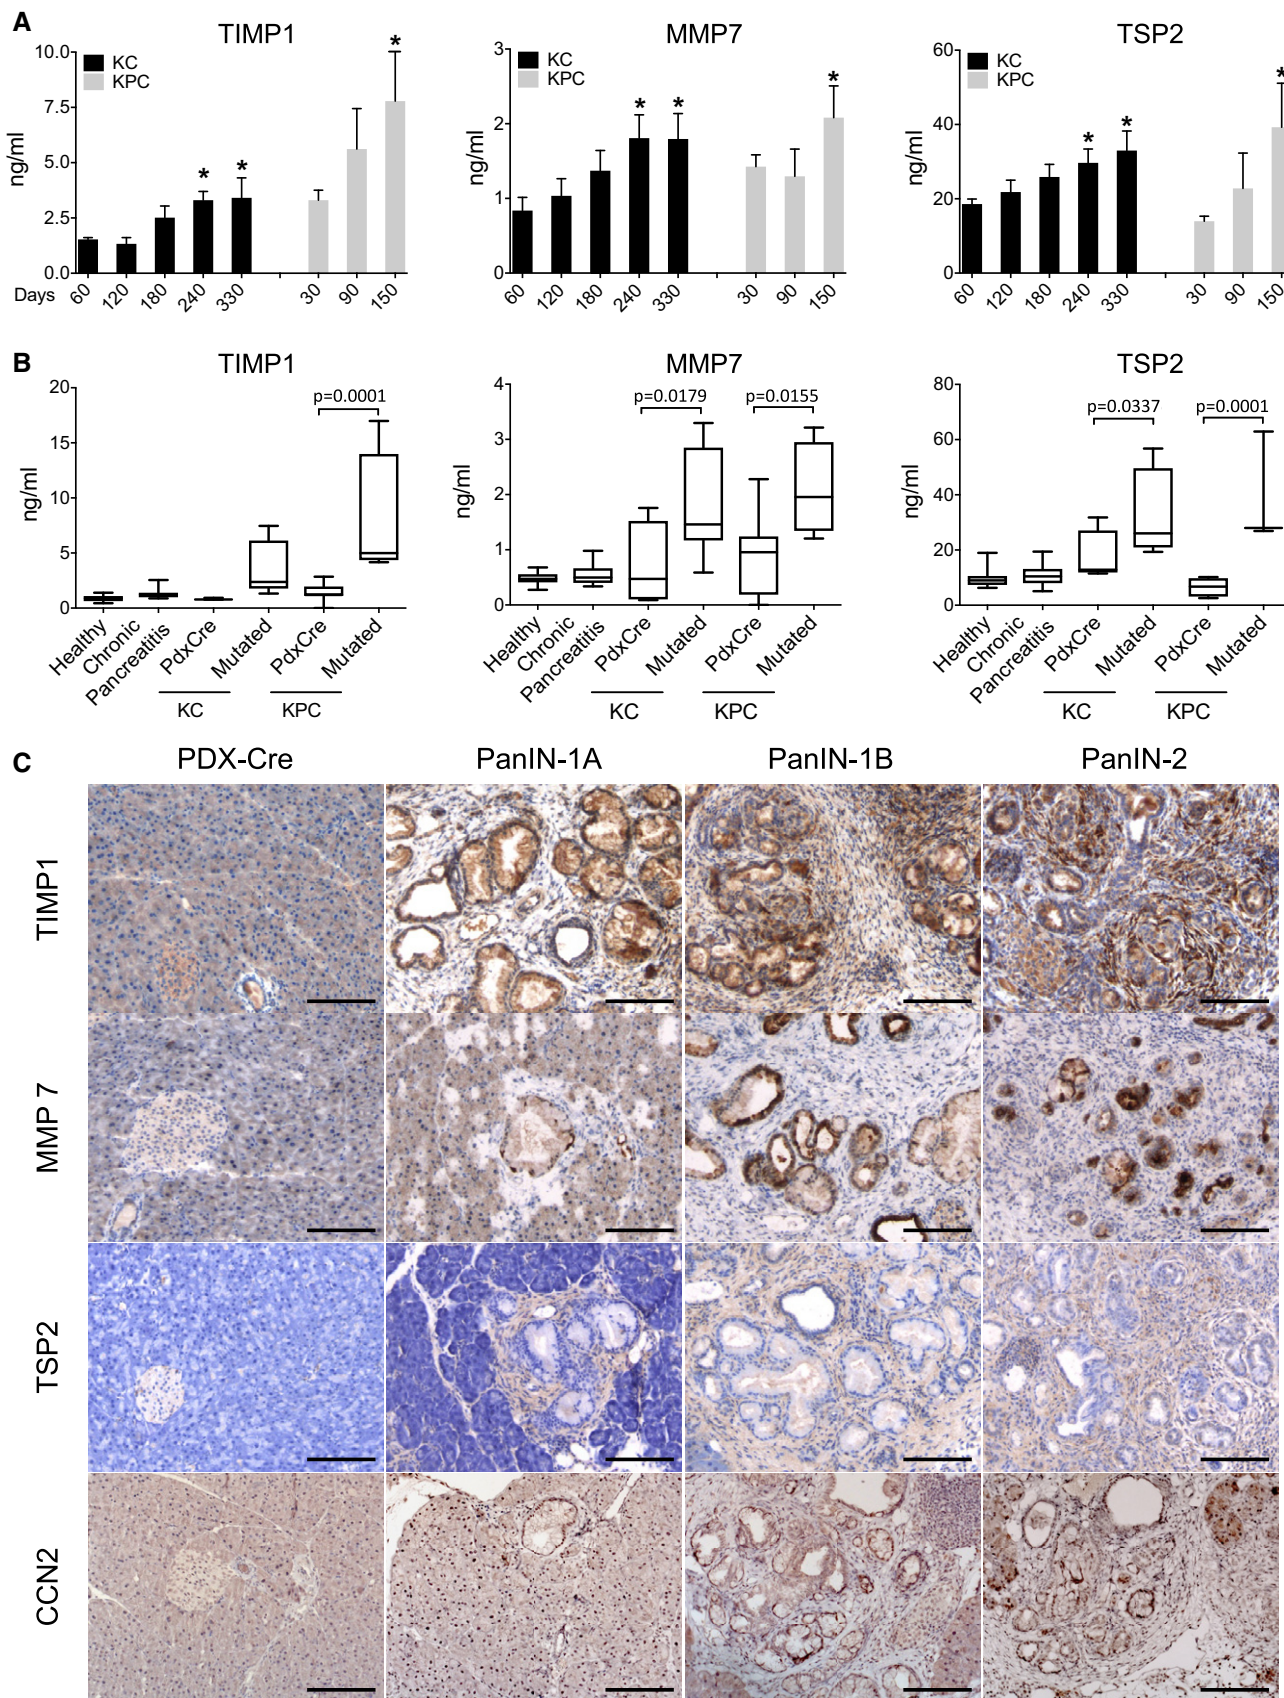 A
TIMP1
MMP7
TSP2
10.0
7.5
5.0
2.5
0.0
ng/ml
KC
KPC
*
*
*
Days
60
120
180
240
330
30
90
150
3
2
1
0
ng/ml
KC
KPC
*
*
*
60
120
180
240
330
30
90
150
60
40
20
0
ng/ml
KC
KPC
*
*
*
60
120
180
240
330
30
90
150
B
TIMP1
MMP7
TSP2
20
15
10
5
0
ng/ml
p=0.0001
Healthy
Chronic
Pancreatitis
PdxCre
Mutated
PdxCre
Mutated
KC
KPC
4
3
2
1
0
ng/ml
p=0.0179
p=0.0155
Healthy
Chronic
Pancreatitis
PdxCre
Mutated
PdxCre
Mutated
KC
KPC
80
60
40
20
0
ng/ml
p=0.0337
p=0.0001
Healthy
Chronic
Pancreatitis
PdxCre
Mutated
PdxCre
Mutated
KC
KPC
C
PDX-Cre
PanIN-1A
PanIN-1B
PanIN-2
TIMP1
MMP 7
TSP2
CCN2